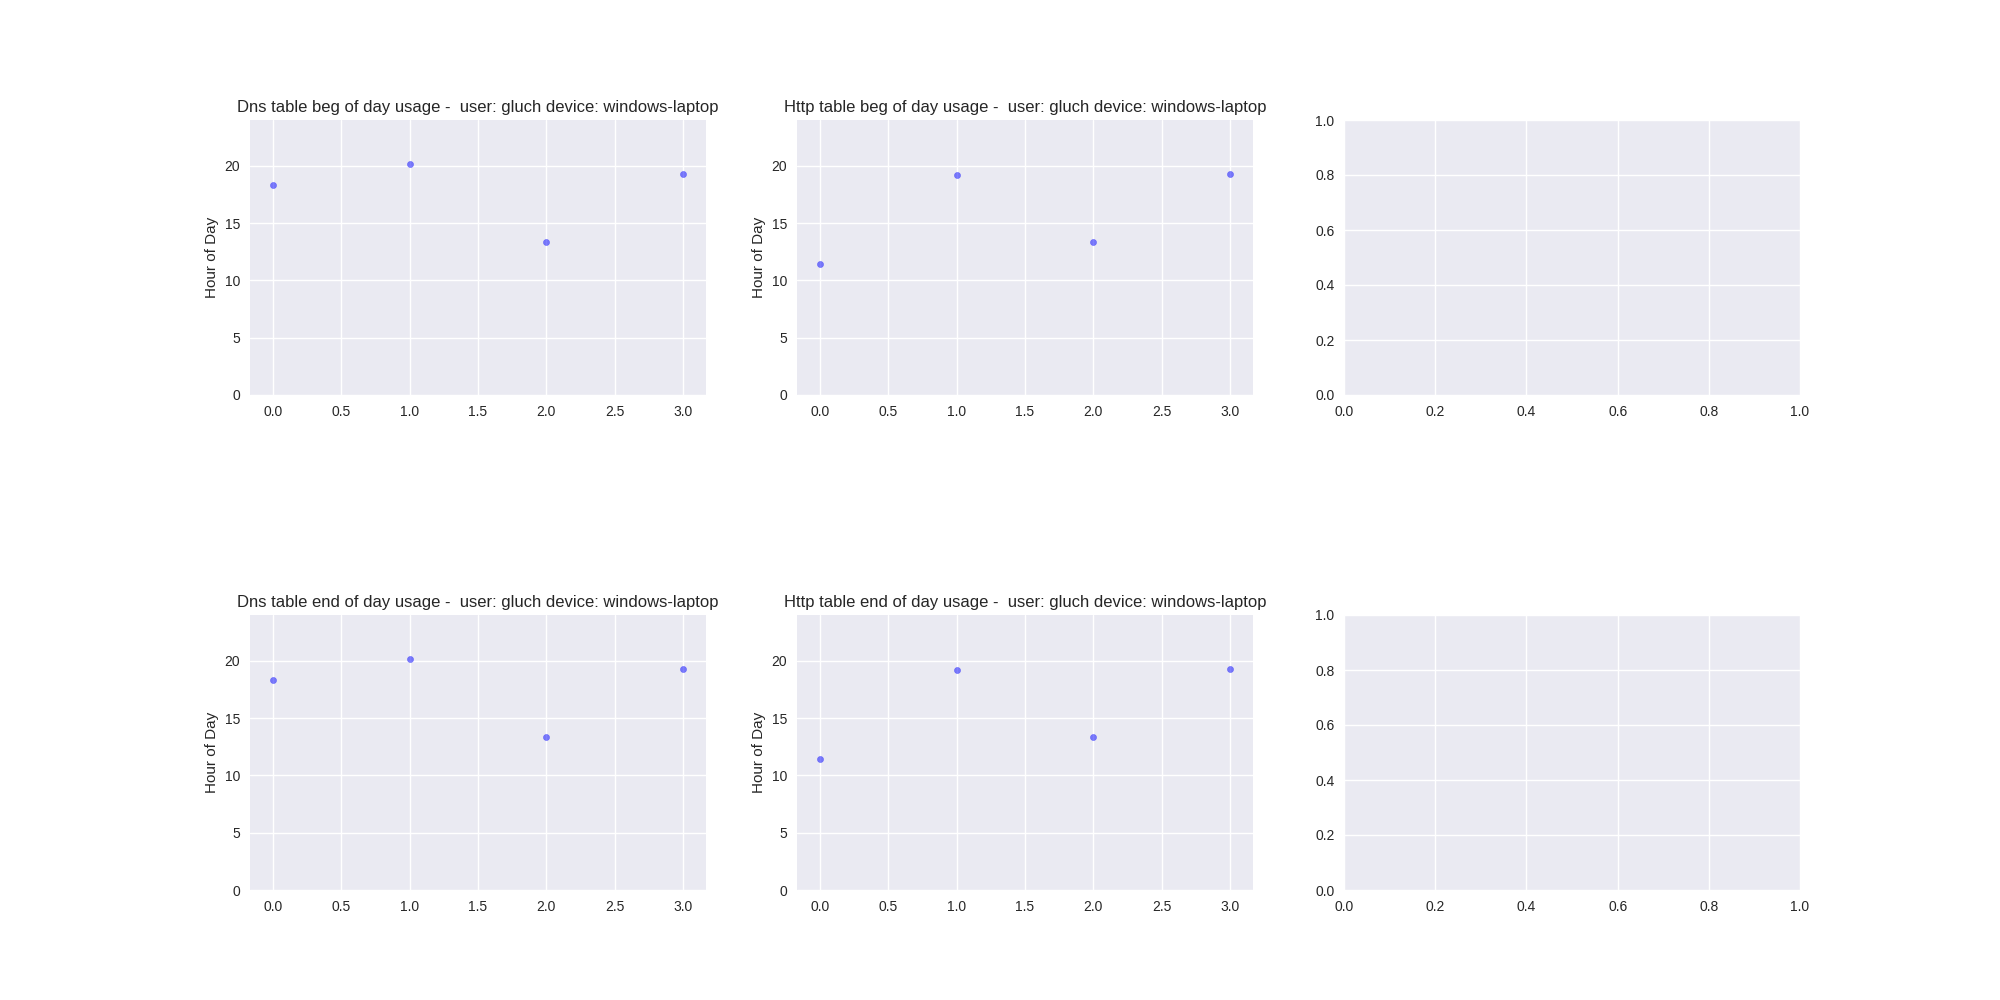 Dns table beg of day usage -  user: gluch device: windows-laptop
Hour of Day
20
15
10
5
0
0.0 0.5 1.0 1.5 2.0 2.5 3.0
Http table beg of day usage -  user: gluch device: windows-laptop
Hour of Day
20
15
10
5
0
0.0 0.5 1.0 1.5 2.0 2.5 3.0
1.0
0.8
0.6
0.4
0.2
0.0
0.0 0.2 0.4 0.6 0.8 1.0
Dns table end of day usage -  user: gluch device: windows-laptop
Hour of Day
20
15
10
5
0
0.0 0.5 1.0 1.5 2.0 2.5 3.0
Http table end of day usage -  user: gluch device: windows-laptop
Hour of Day
20
15
10
5
0
0.0 0.5 1.0 1.5 2.0 2.5 3.0
1.0
0.8
0.6
0.4
0.2
0.0
0.0 0.2 0.4 0.6 0.8 1.0